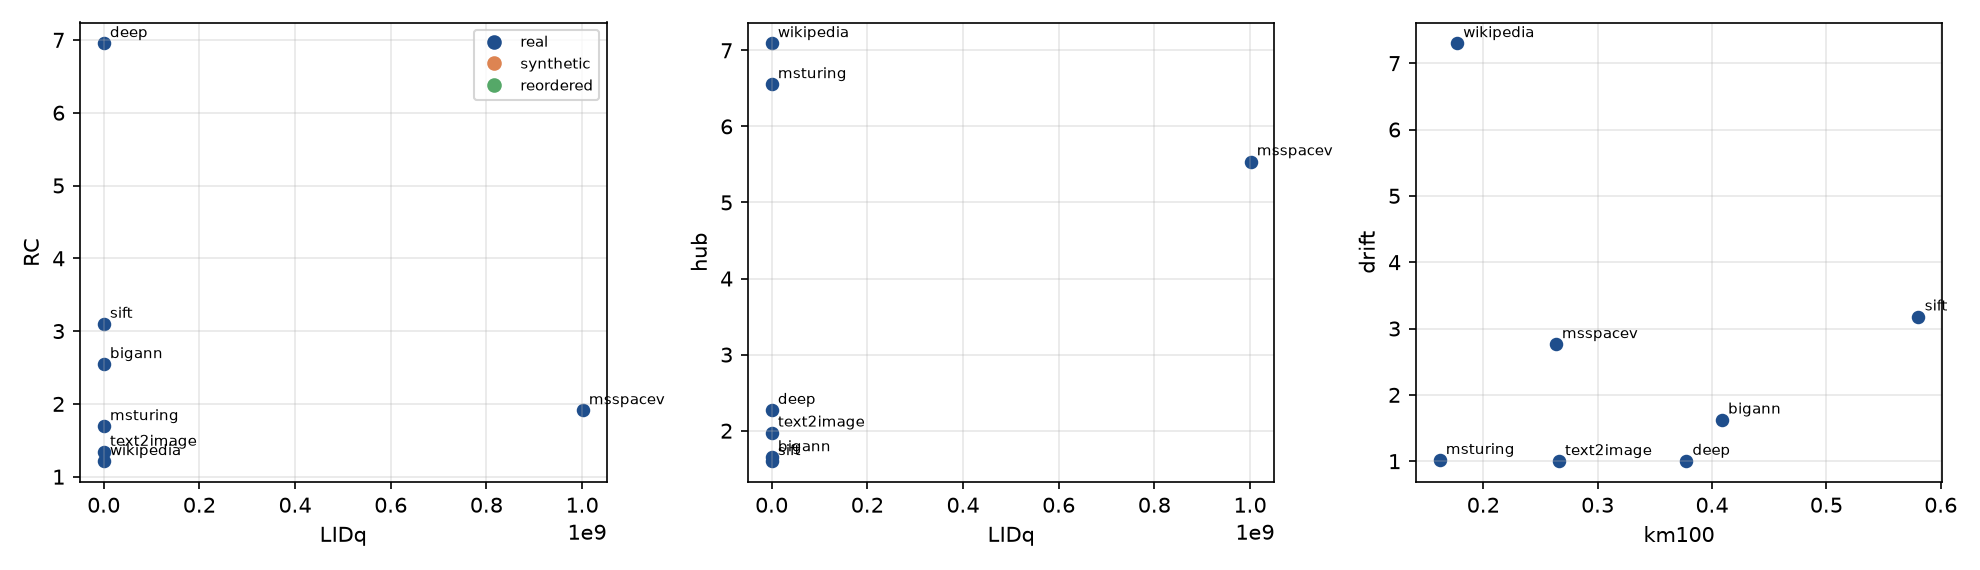 7
6
5
4
3
2
1
RC
deep
sift
bigann
msturing
text2image
wikipedia
msspacev
real
synthetic
reordered
0.0 0.2 0.4 0.6 0.8 1.0
1e9
LIDq
7
6
5
4
3
2
hub
wikipedia
msturing
msspacev
deep
text2image
bigann
sift
0.0 0.2 0.4 0.6 0.8 1.0
1e9
LIDq
7
6
5
4
3
2
1
drift
wikipedia
sift
msspacev
bigann
msturing
text2image
deep
0.2 0.3 0.4 0.5 0.6
km100